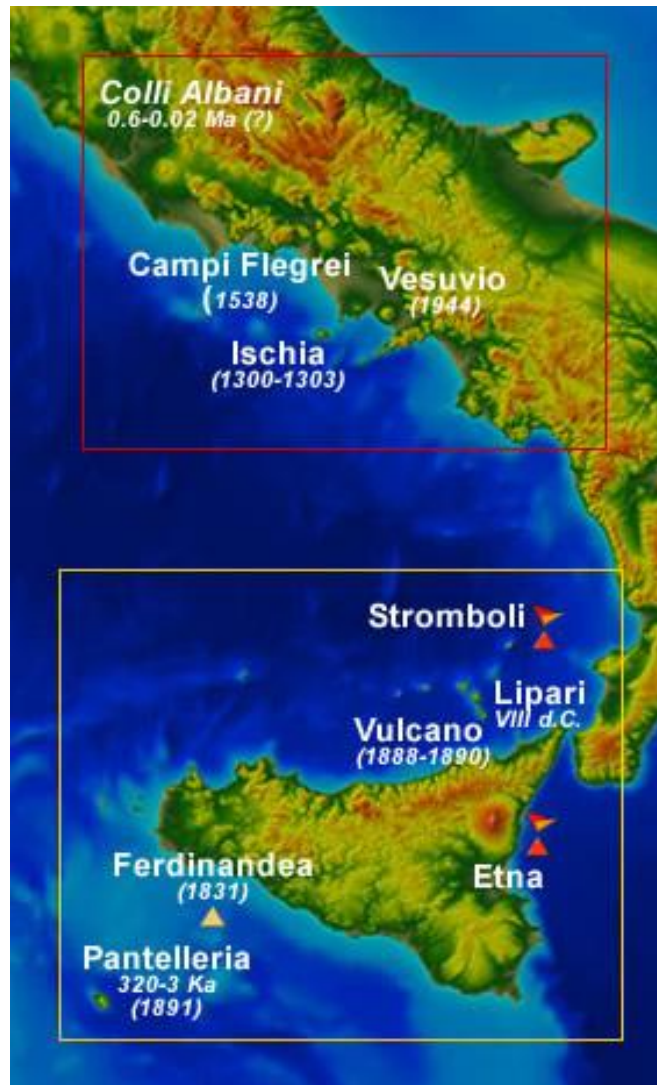 Colli Albani
0.6-0.02 Ma (?)
Campi Flegrei
(1538)
Vesuvio
(1944)
Ischia
(1300-1303)
Stromboli
Lipari
VIII d.C.
Vulcano
(1888-1890)
Etna
Ferdinandea
(1831)
Pantelleria
320-3 Ka
(1891)